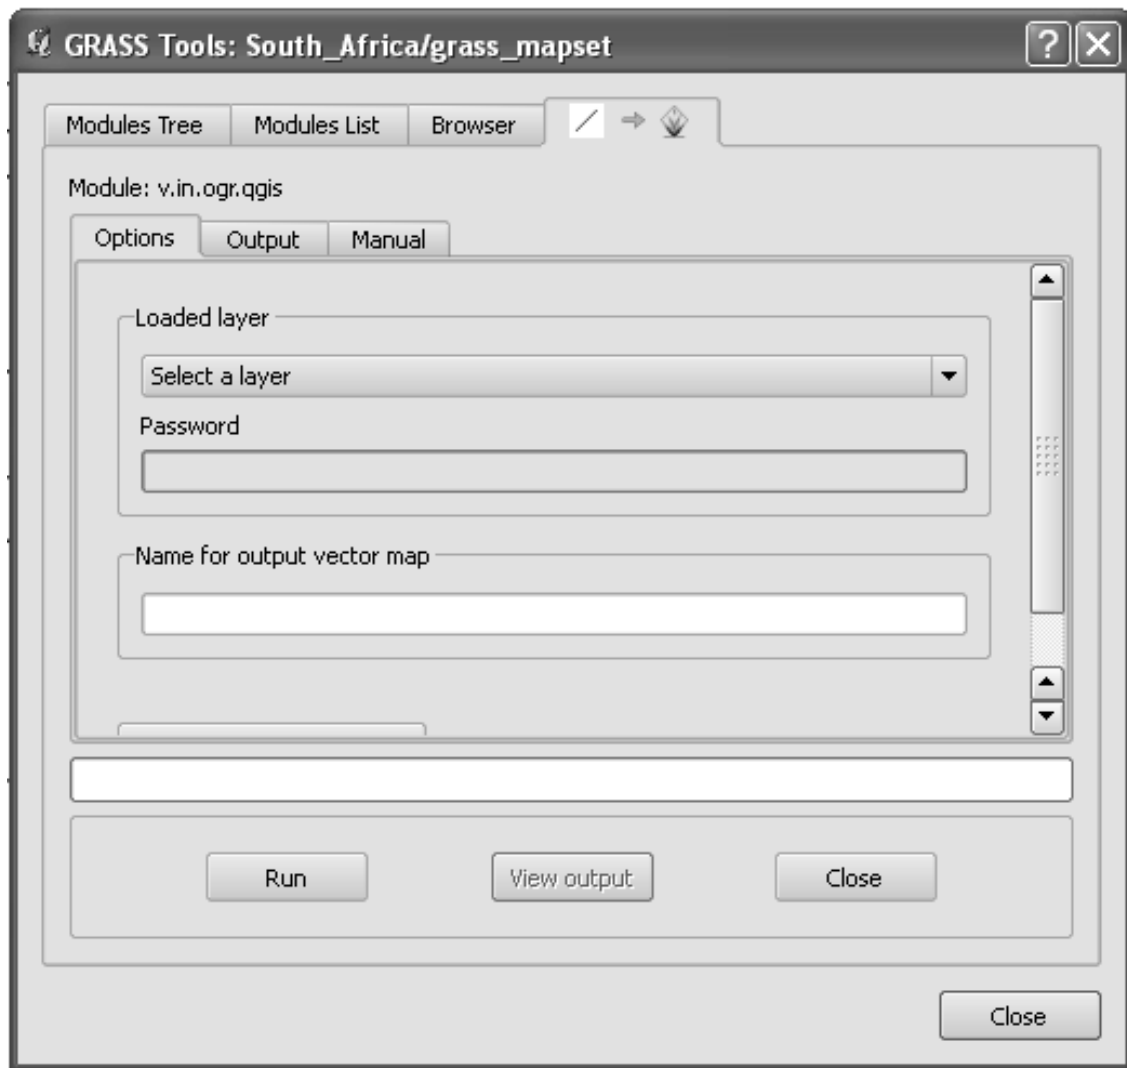 GRASS Tools: South_Africa/grass_mapset
Modules Tree Modules List Browser
Module: v.in.ogr.qgis
Options Output Manual
Loaded layer
Select a layer
Password
Name for output vector map
Run View output Close
Close